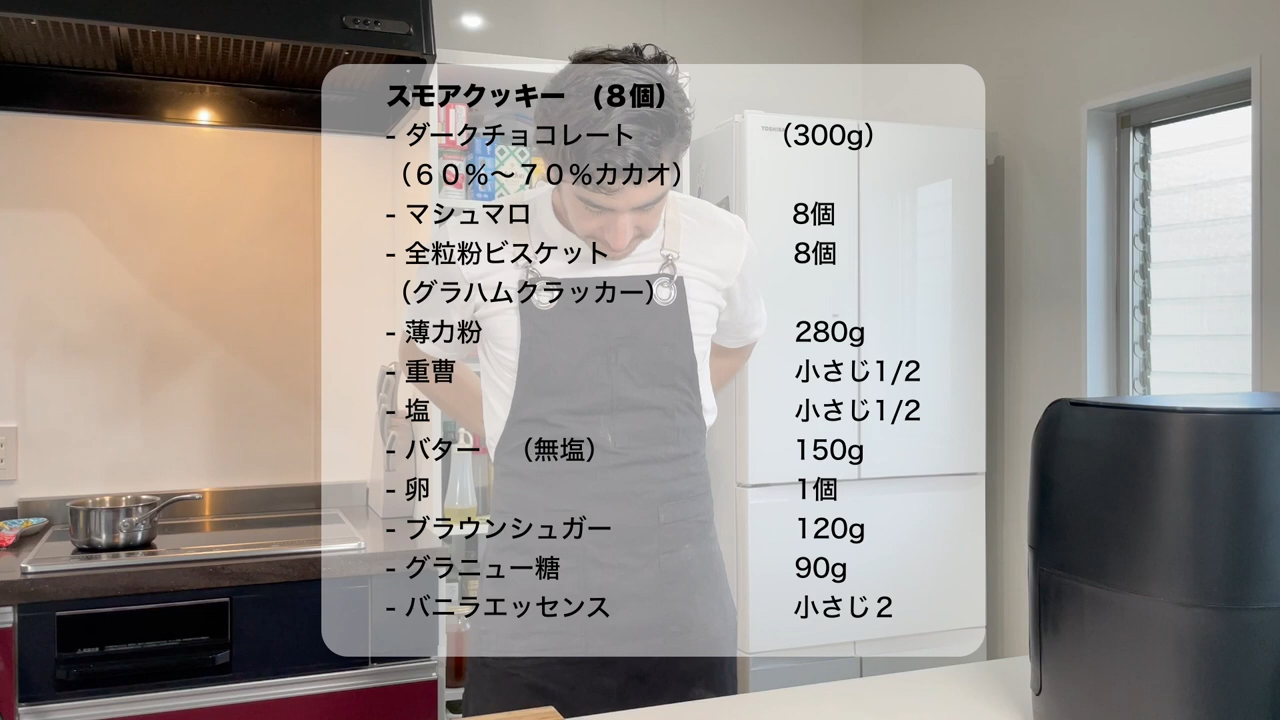 スモアクッキー （８個）
- ダークチョコレート （300g）
（６０％〜７０％カカオ）
- マシュマロ 8個
- 全粒粉ビスケット 8個
（グラハムクラッカー）
- 薄力粉 280g
- 重曹 小さじ1/2
- 塩 小さじ1/2
- バター （無塩） 150g
- 卵 1個
- ブラウンシュガー 120g
- グラニュー糖 90g
- バニラエッセンス 小さじ２
TOSHIBA